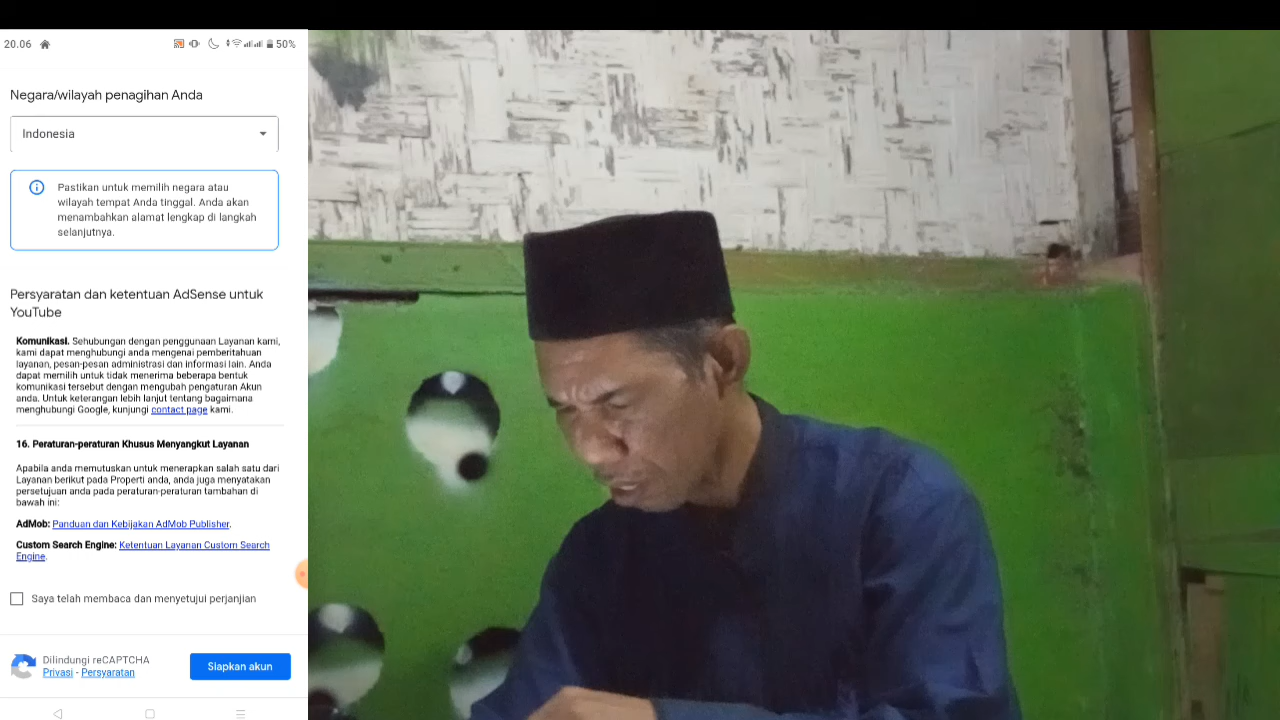 20.06
50%
Negara/wilayah penagihan Anda
Indonesia
Pastikan untuk memilih negara atau
wilayah tempat Anda tinggal. Anda akan
menambahkan alamat lengkap di langkah
selanjutnya.
Persyaratan dan ketentuan AdSense untuk
YouTube
Komunikasi. Sehubungan dengan penggunaan Layanan kami,
kami dapat menghubungi anda mengenai pemberitahuan
layanan, pesan-pesan administrasi dan informasi lain. Anda
dapat memilih untuk tidak menerima beberapa bentuk
komunikasi tersebut dengan mengubah pengaturan Akun
anda. Untuk keterangan lebih lanjut tentang bagaimana
menghubungi Google, kunjungi contact page kami.
16. Peraturan-peraturan Khusus Menyangkut Layanan
Apabila anda memutuskan untuk menerapkan salah satu dari
Layanan berikut pada Properti anda, anda juga menyatakan
persetujuan anda pada peraturan-peraturan tambahan di
bawah ini:
AdMob: Panduan dan Kebijakan AdMob Publisher.
Custom Search Engine: Ketentuan Layanan Custom Search
Engine.
Saya telah membaca dan menyetujui perjanjian
Dilindungi reCAPTCHA
Privasi - Persyaratan
Siapkan akun